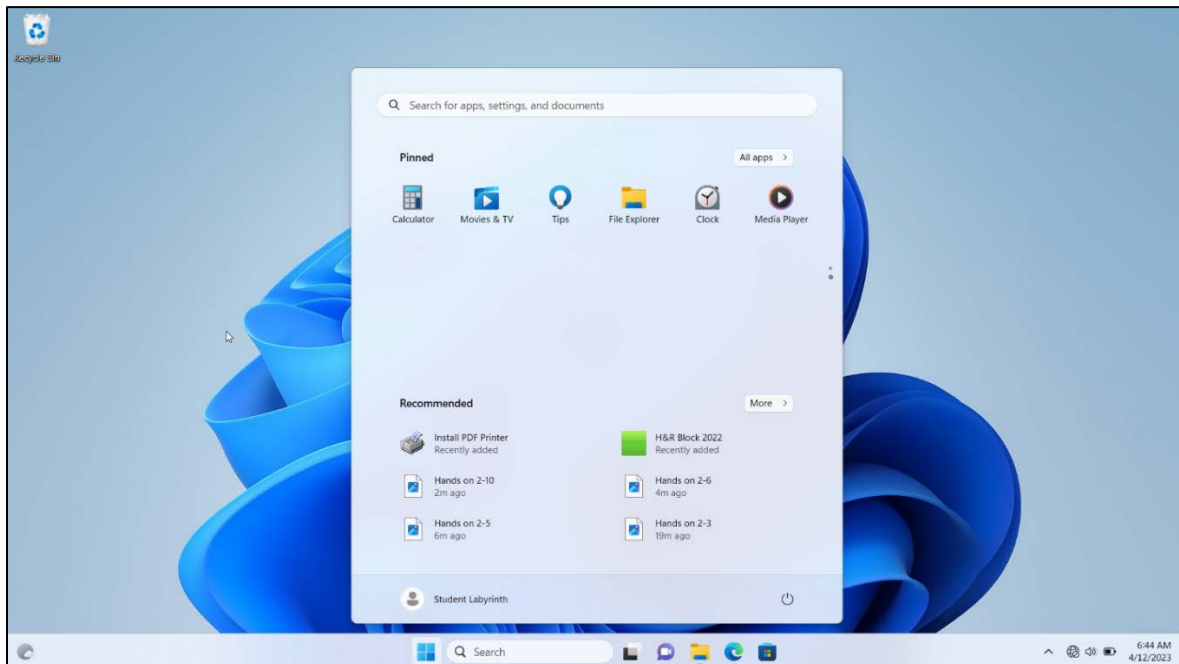 Recycle Bin
Search for apps, settings, and documents
Pinned
All apps
Calculator
Movies & TV
Tips
File Explorer
Clock
Media Player
Recommended
More
Install PDF Printer
Recently added
H&R Block 2022
Recently added
Hands on 2-10
2m ago
Hands on 2-6
4m ago
Hands on 2-5
6m ago
Hands on 2-3
19m ago
Student Labyrinth
Search
6:44 AM
4/12/2023